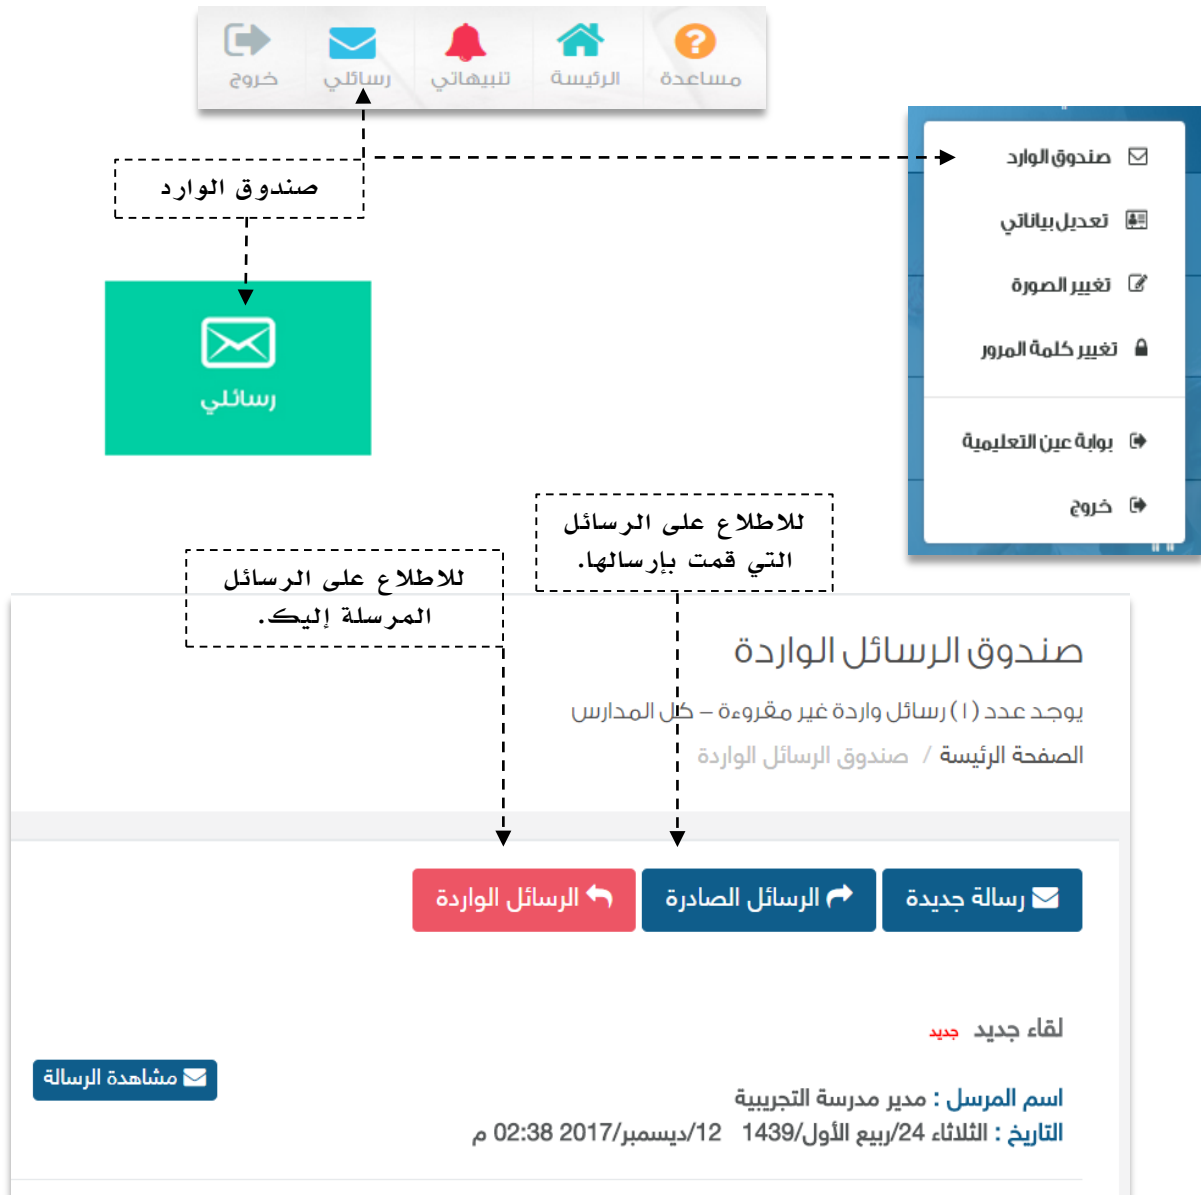 مساعدة
الرئيسة
تنبيهاتي
رسائلي
خروج
صندوق الوارد
صندوق الوارد
تعديل بياناتي
تغيير الصورة
تغيير كلمة المرور
بوابة عين التعليمية
خروج
رسائلي
للاطلاع على الرسائل
التي قمت بإرسالها.
للاطلاع على الرسائل
المرسلة إليك.
صندوق الرسائل الواردة
يوجد عدد (١) رسائل واردة غير مقروءة – كل المدارس
الصفحة الرئيسة / صندوق الرسائل الواردة
رسالة جديدة
الرسائل الصادرة
الرسائل الواردة
لقاء جديد جديد
مشاهدة الرسالة
اسم المرسل : مدير مدرسة التجريبية
التاريخ : الثلاثاء 24/ربيع الأول/1439 12/ديسمبر/2017 02:38 م